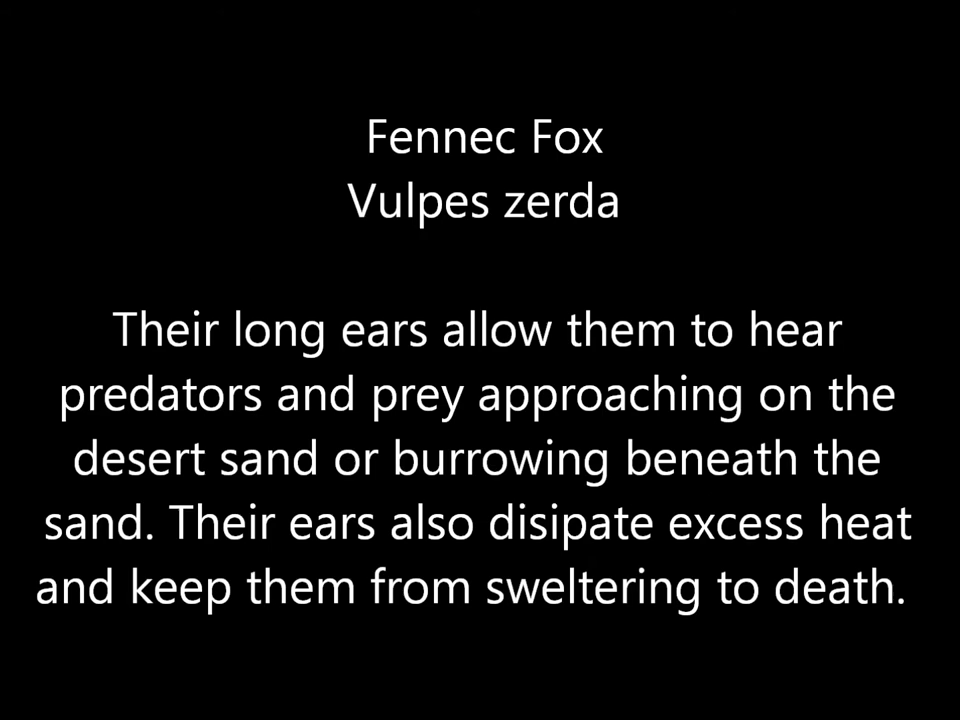 Fennec Fox
Vulpes zerda
Their long ears allow them to hear
predators and prey approaching on the
desert sand or burrowing beneath the
sand. Their ears also disipate excess heat
and keep them from sweltering to death.